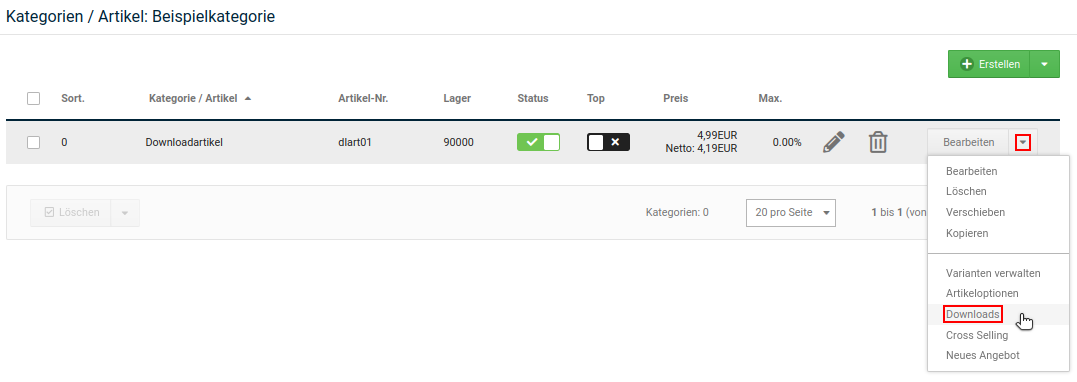 Kategorien / Artikel: Beispielkategorie
Erstellen
Sort. Kategorie / Artikel Artikel-Nr. Lager Status Top Preis Max.
0 Downloadartikel dlart01 90000 4,99EUR 0.00% Bearbeiten
Netto: 4,19EUR
Löschen Kategorien: 0 20 pro Seite 1 bis 1 (von
Bearbeiten
Löschen
Verschieben
Kopieren
Varianten verwalten
Artikeloptionen
Downloads
Cross Selling
Neues Angebot